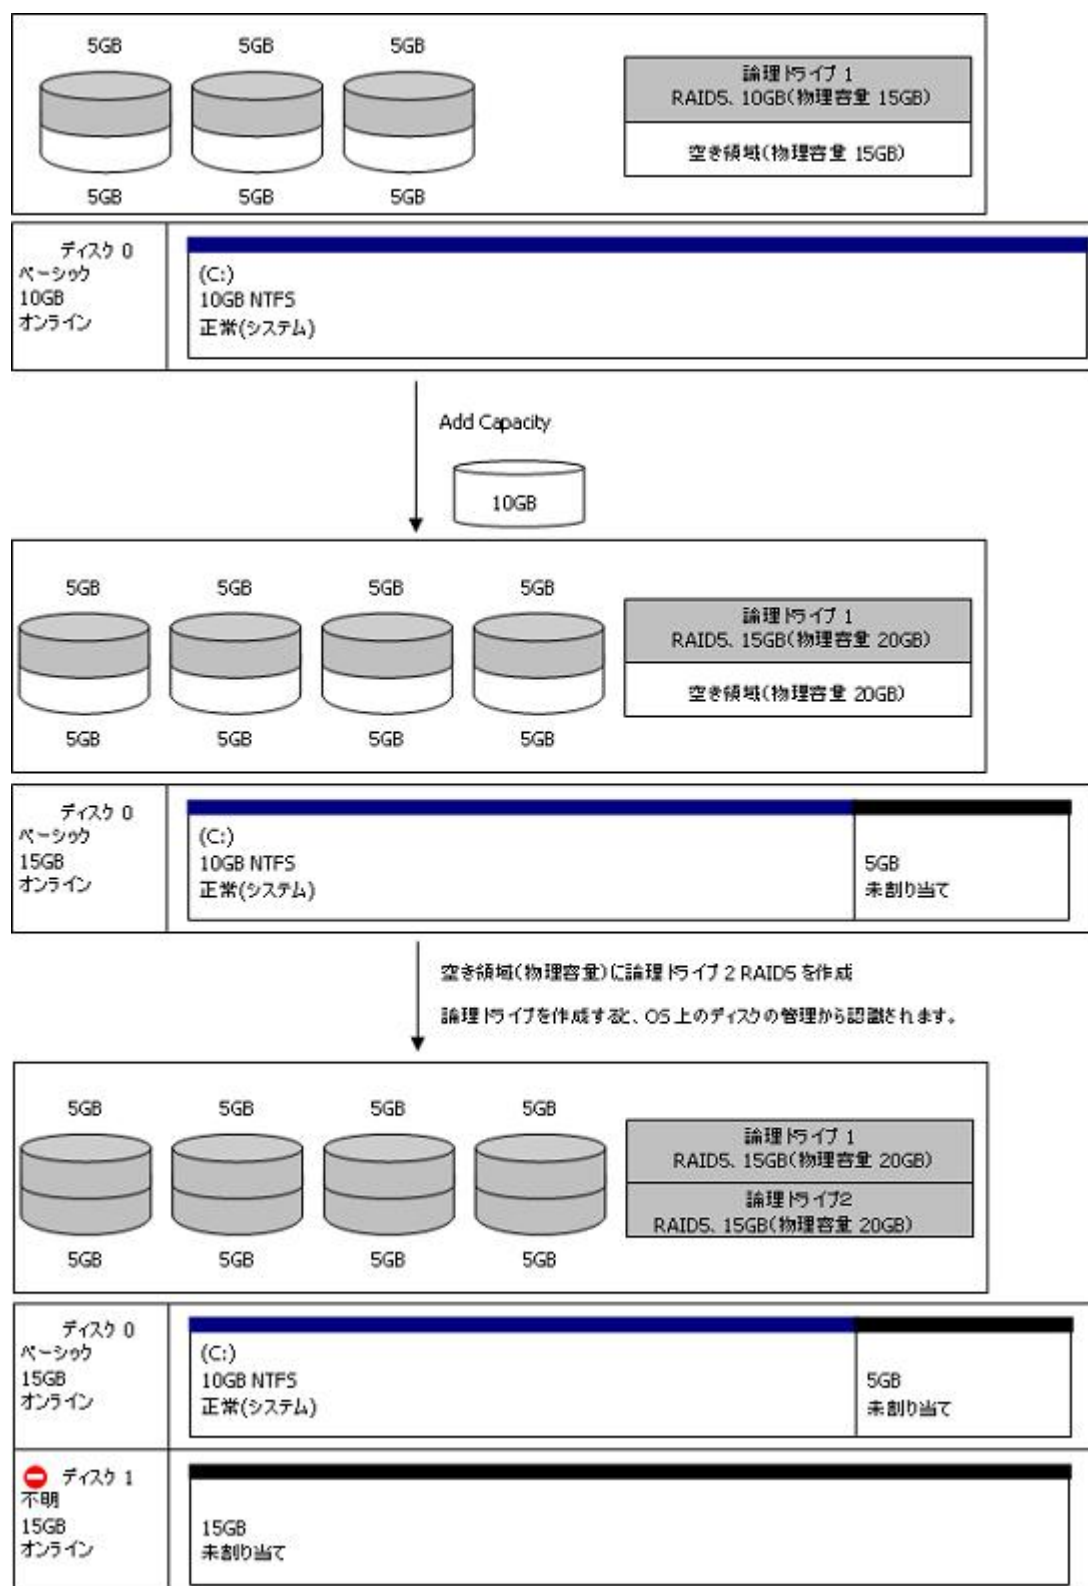 5GB 5GB 5GB
論理ドライブ 1
RAID5、10GB(物理容量 15GB)
空き領域(物理容量 15GB)
5GB 5GB 5GB
ディスク 0
ベーシック
10GB
オンライン
(C:)
10GB NTFS
正常(システム)
Add Capacity
10GB
5GB 5GB 5GB 5GB
論理ドライブ 1
RAID5、15GB(物理容量 20GB)
空き領域(物理容量 20GB)
5GB 5GB 5GB 5GB
ディスク 0
ベーシック
15GB
オンライン
(C:)
10GB NTFS
正常(システム)
5GB
未割り当て
空き領域(物理容量)に論理ドライブ 2 RAID5 を作成
論理ドライブを作成すると、OS 上のディスクの管理から認識されます。
5GB 5GB 5GB 5GB
論理ドライブ 1
RAID5、15GB(物理容量 20GB)
論理ドライブ2
RAID5、15GB(物理容量 20GB)
5GB 5GB 5GB 5GB
ディスク 0
ベーシック
15GB
オンライン
(C:)
10GB NTFS
正常(システム)
5GB
未割り当て
ディスク 1
不明
15GB
オンライン
15GB
未割り当て